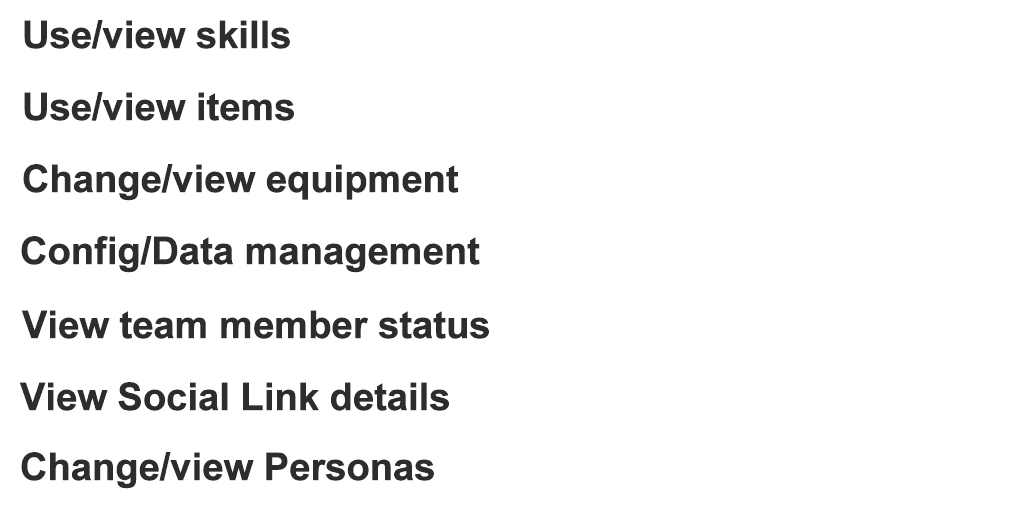 Use/view skills
Use/view items
Change/view equipment
Config/Data management
View team member status
View Social Link details
Change/view Personas